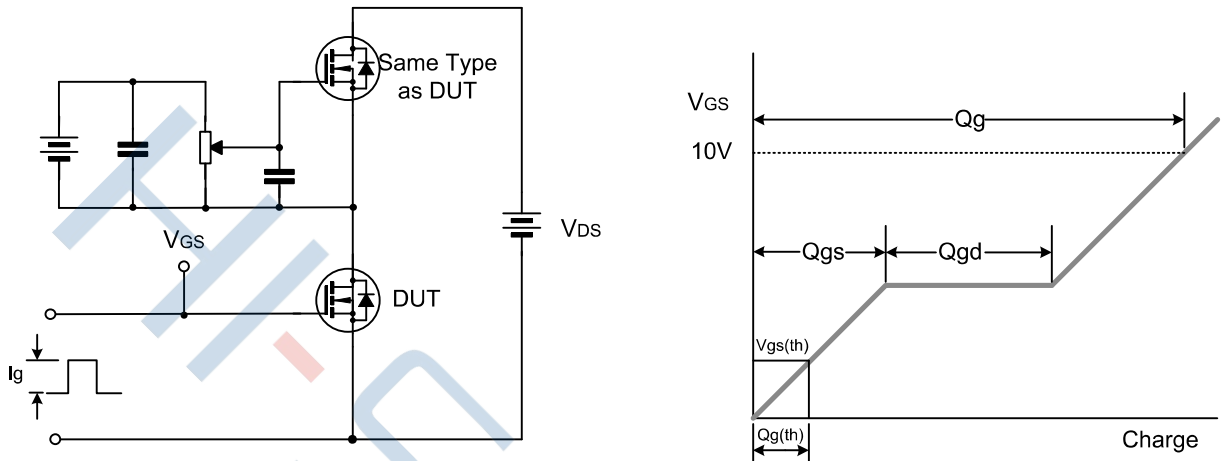 Same Type
as DUT
VGS
VDS
DUT
Ig
VGS
10V
Qg
Qgs
Qgd
Vgs(th)
Qg(th)
Charge